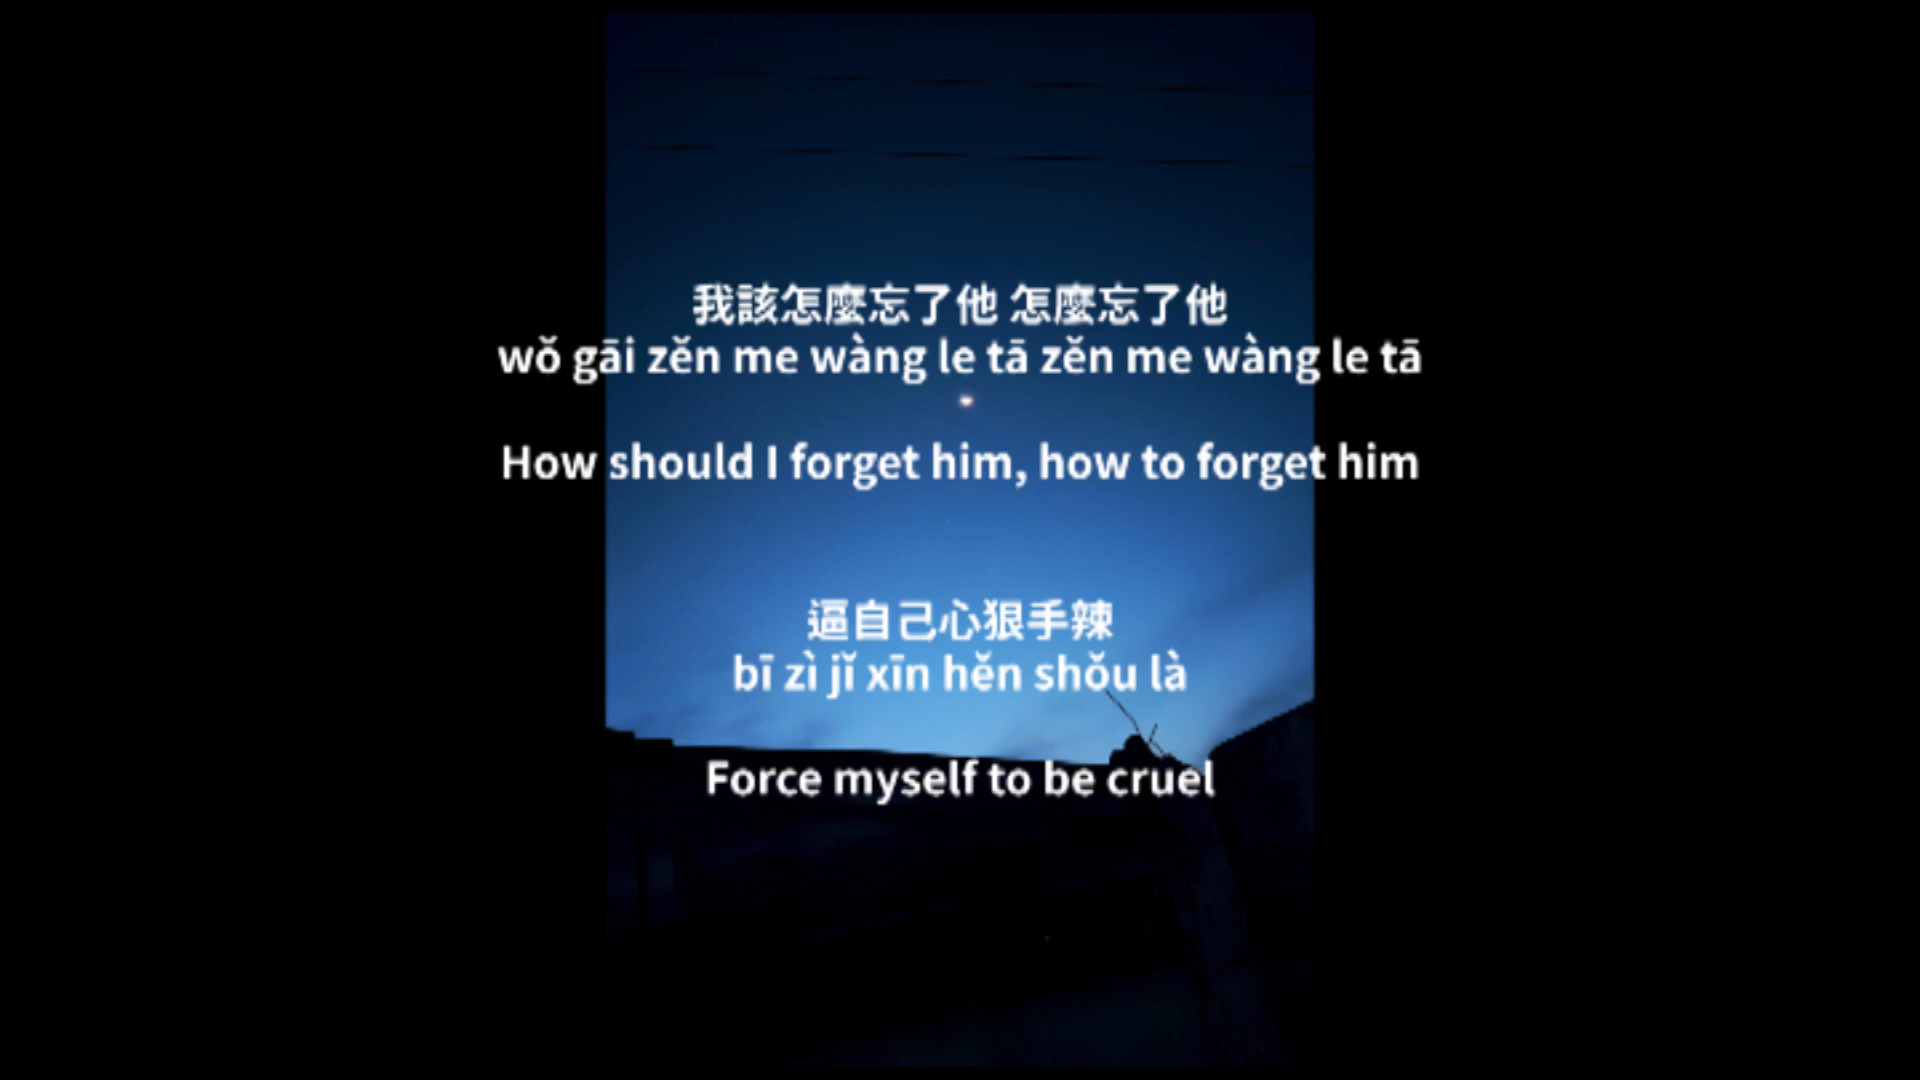 我該怎麼忘了他 怎麼忘了他
wǒ gāi zěn me wàng le tā zěn me wàng le tā
How should I forget him, how to forget him
逼自己心狠手辣
bī zì jǐ xīn hěn shǒu là
Force myself to be cruel